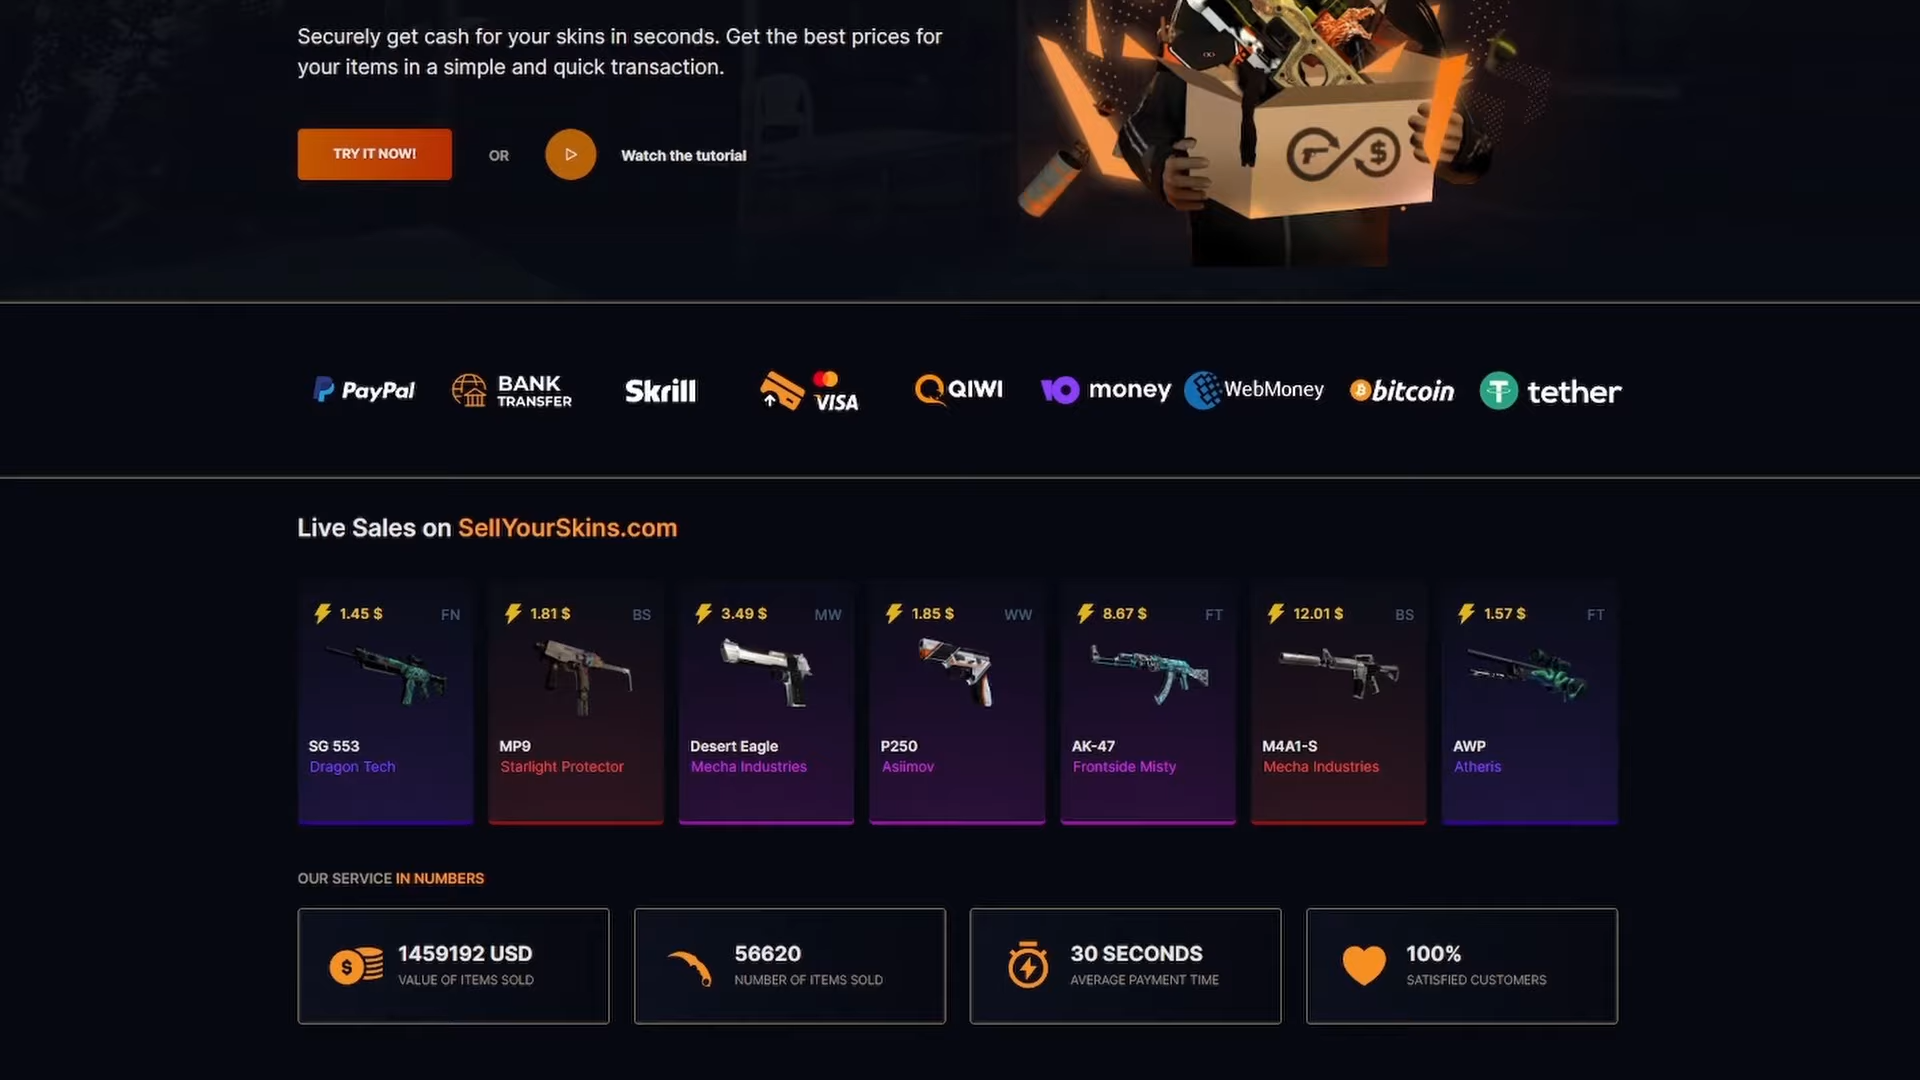 Securely get cash for your skins in seconds. Get the best prices for
your items in a simple and quick transaction.
TRY IT NOW!
OR
Watch the tutorial
PayPal
BANK
TRANSFER
Skrill
VISA
QIWI
money
WebMoney
bitcoin
tether
Live Sales on SellYourSkins.com
1.45 $ FN
SG 553
Dragon Tech
1.81 $ BS
MP9
Starlight Protector
3.49 $ MW
Desert Eagle
Mecha Industries
1.85 $ WW
P250
Asiimov
8.67 $ FT
AK-47
Frontside Misty
12.01 $ BS
M4A1-S
Mecha Industries
1.57 $ FT
AWP
Atheris
OUR SERVICE IN NUMBERS
1459192 USD
VALUE OF ITEMS SOLD
56620
NUMBER OF ITEMS SOLD
30 SECONDS
AVERAGE PAYMENT TIME
100%
SATISFIED CUSTOMERS